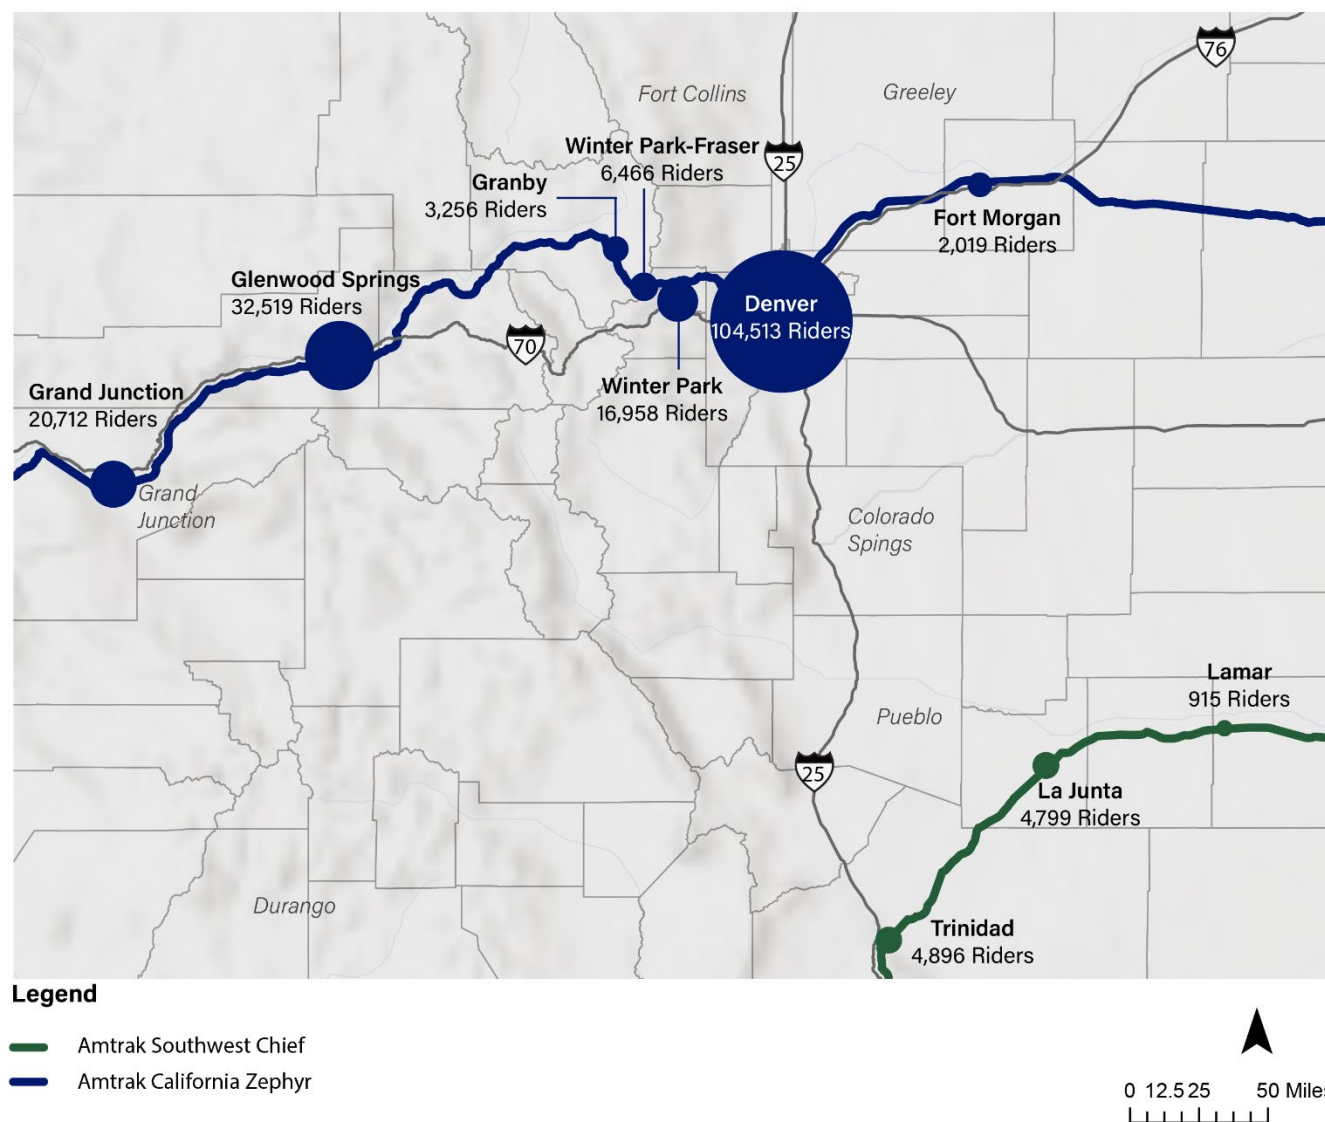 76
Fort Collins
Greeley
Winter Park-Fraser
6,466 Riders
25
Granby
3,256 Riders
Fort Morgan
2,019 Riders
Glenwood Springs
32,519 Riders
Denver
104,513 Riders
70
Grand Junction
20,712 Riders
Winter Park
16,958 Riders
Grand
Junction
Colorado
Spings
Lamar
915 Riders
Pueblo
25
La Junta
4,799 Riders
Durango
Trinidad
4,896 Riders
Legend
Amtrak Southwest Chief
Amtrak California Zephyr
0 12.5 25 50 Miles